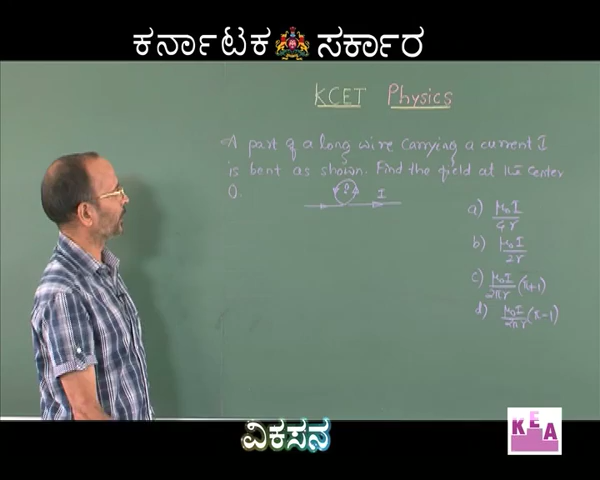 ಕರ್ನಾಟಕ ಸರ್ಕಾರ
KCET Physics
A part of a long wire carrying a current I
is bent as shown. Find the field at its center
O.
O
I
a) μ₀I/4r
b) μ₀I/2r
c) μ₀I/2πr (π+1)
d) μ₀I/2πr (π-1)
ವಿಕಸನ
KEA